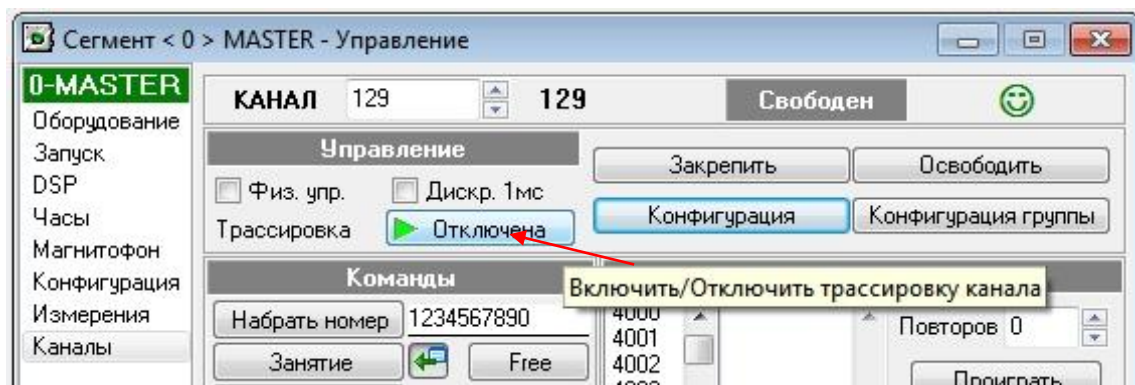 Сегмент < 0 > MASTER - Управление
0-MASTER
Оборудование
Запуск
DSP
Часы
Магнитофон
Конфигурация
Измерения
Каналы
КАНАЛ 129 129 Свободен
Управление
Физ. упр. Дискр. 1мс
Трассировка Отключена
Закрепить Освободить
Конфигурация Конфигурация группы
Команды
Включить/Отключить трассировку канала
Набрать номер 1234567890
Занятие Free
4000
4001
4002
Повторов 0
Проиграть